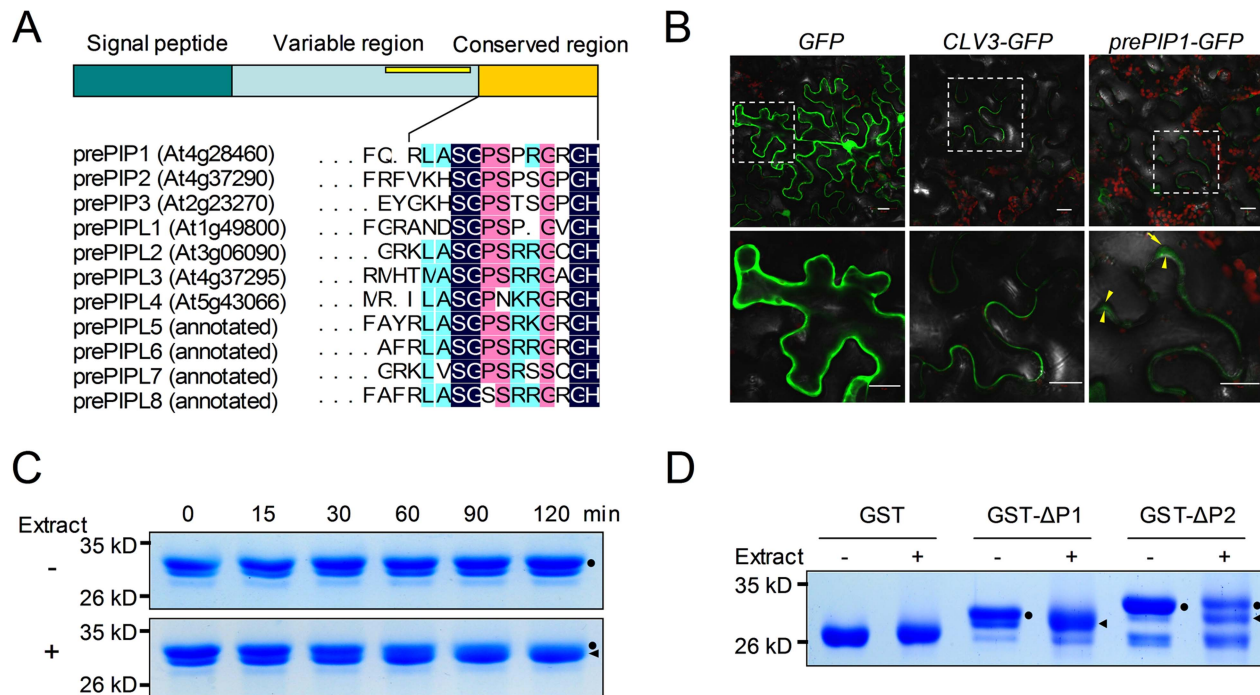 A
Signal peptide Variable region Conserved region
prePIP1 (At4g28460) . . . FQ. RLASGPSPRGRGH
prePIP2 (At4g37290) . . . . FRFVKHSGPSPSGPGH
prePIP3 (At2g23270) . . . . EYGKHSGPSTSGPGH
prePIPL1 (At1g49800) . . . . FGRANDSGPSP. GVGH
prePIPL2 (At3g06090) . . . . GRKLASGPSRRGCGH
prePIPL3 (At4g37295) . . . . RMHTMASGPSRRGAGH
prePIPL4 (At5g43066) . . . . MR. ILASGPNKRGRGH
prePIPL5 (annotated) . . . . FAYRLASGPSRKGRGH
prePIPL6 (annotated) . . . . AFRLASGPSRRGRGH
prePIPL7 (annotated) . . . . GRKLVSGPSRSSCGH
prePIPL8 (annotated) . . . . FAFRLASGSSRRGRGH
B
GFP CLV3-GFP prePIP1-GFP
C
Extract 0 15 30 60 90 120 min
35 kD
-
26 kD
35 kD
+
26 kD
D
GST GST-ΔP1 GST-ΔP2
Extract - + - + - +
35 kD
26 kD